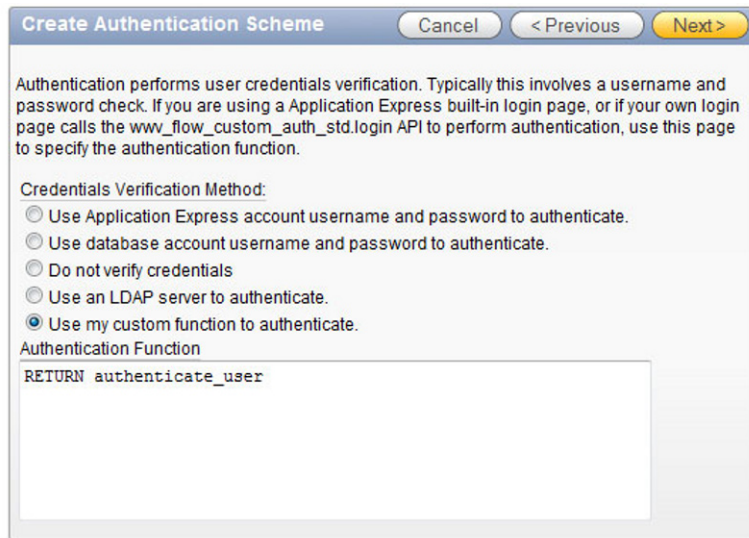 Create Authentication Scheme
Cancel
< Previous
Next >
Authentication performs user credentials verification. Typically this involves a username and
password check. If you are using a Application Express built-in login page, or if your own login
page calls the wwv_flow_custom_auth_std.login API to perform authentication, use this page
to specify the authentication function.
Credentials Verification Method:
Use Application Express account username and password to authenticate.
Use database account username and password to authenticate.
Do not verify credentials
Use an LDAP server to authenticate.
Use my custom function to authenticate.
Authentication Function
RETURN authenticate_user